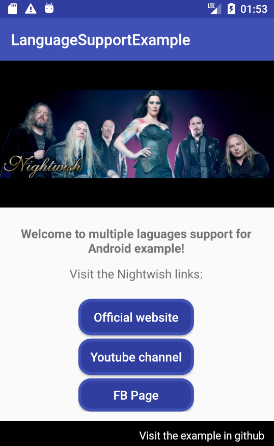 LTE 01:53
LanguageSupportExample
Nightwish
Welcome to multiple laguages support for
Android example!
Visit the Nightwish links:
Official website
Youtube channel
FB Page
Visit the example in github